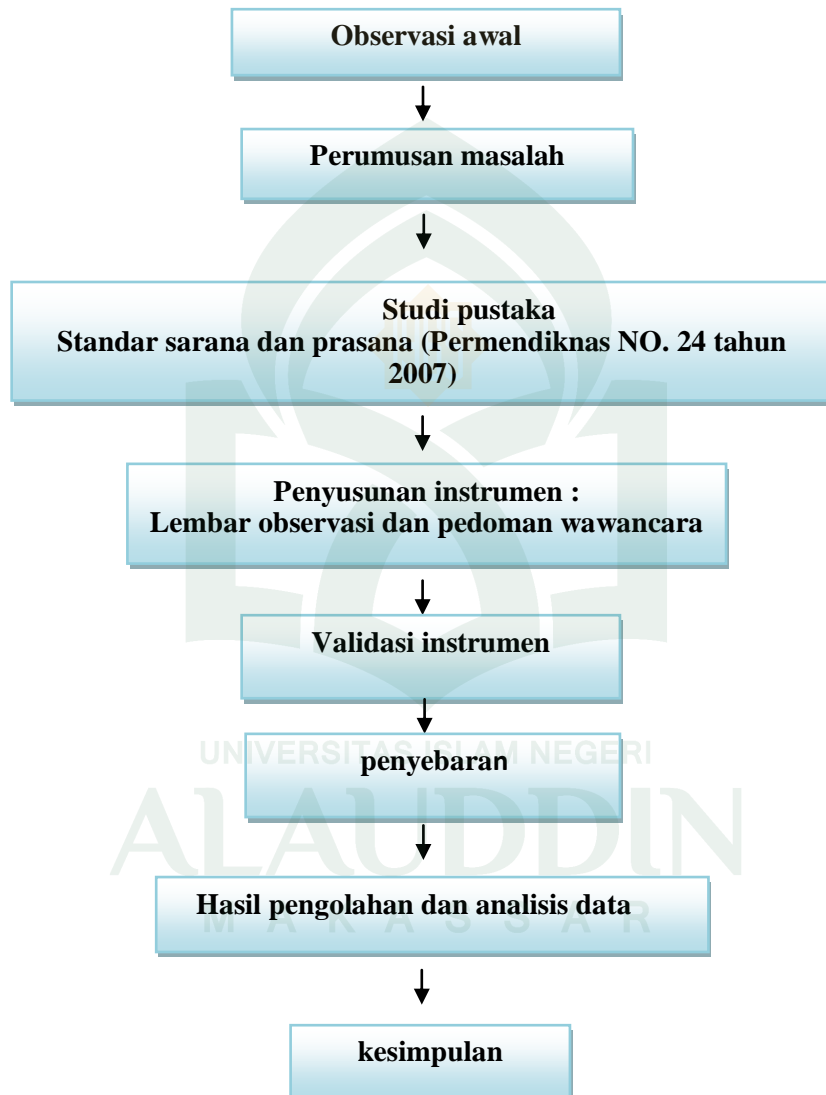 Observasi awal
Perumusan masalah
Studi pustaka
Standar sarana dan prasana (Permendiknas NO. 24 tahun
2007)
Penyusunan instrumen :
Lembar observasi dan pedoman wawancara
Validasi instrumen
UNIVERSITAS ISLAM NEGERI
penyebaran
ALAUDDIN
Hasil pengolahan dan analisis data
MAKASSAR
kesimpulan